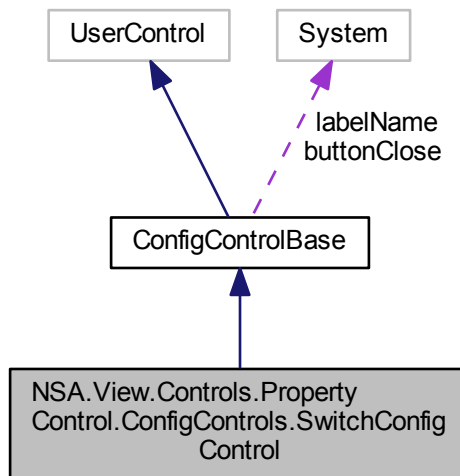 UserControl
System
labelName
buttonClose
ConfigControlBase
NSA.View.Controls.Property
Control.ConfigControls.SwitchConfig
Control